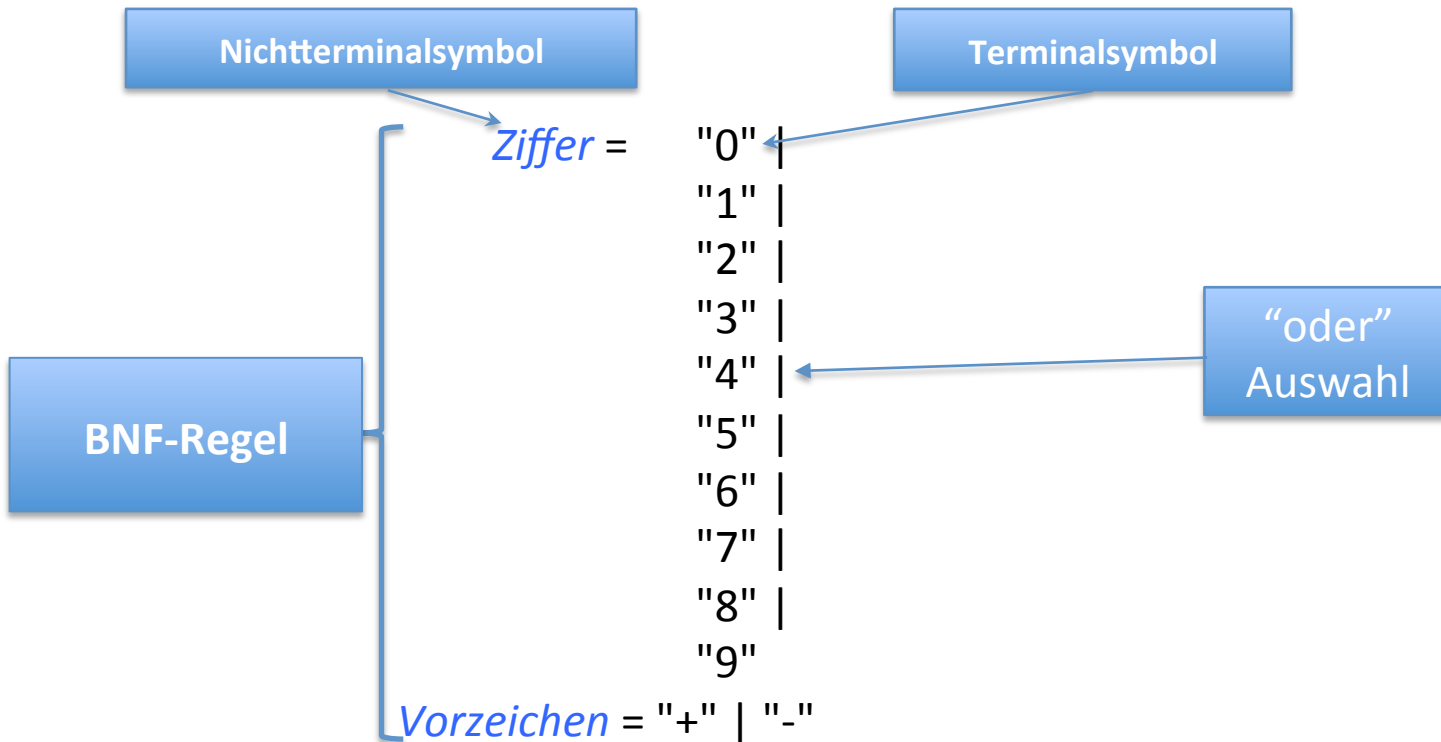 Nichtterminalsymbol
Terminalsymbol
Ziffer = "0" |
"1" |
"2" |
"3" |
"4" |
"5" |
"6" |
"7" |
"8" |
"9"
Vorzeichen = "+" | "-"
BNF-Regel
“oder”
Auswahl